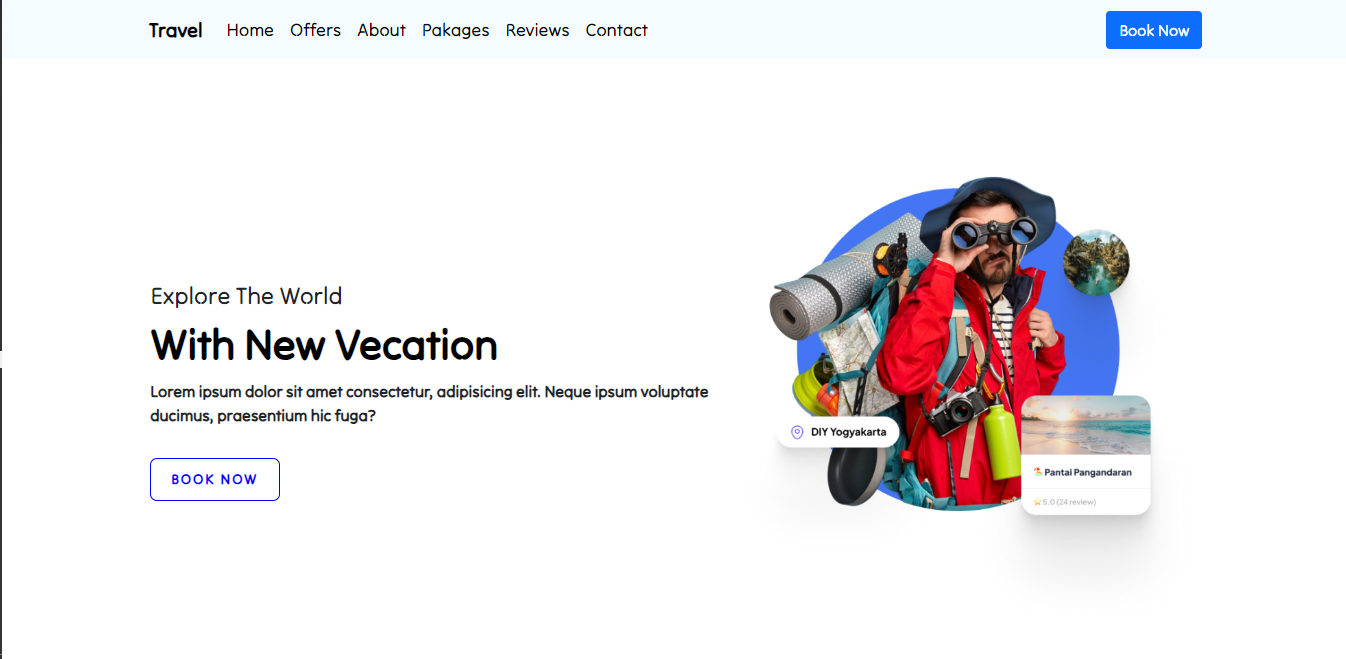 Travel Home Offers About Pakages Reviews Contact Book Now
Explore The World
With New Vecation
Lorem ipsum dolor sit amet consectetur, adipisicing elit. Neque ipsum voluptate
ducimus, praesentium hic fuga?
BOOK NOW
DIY Yogyakarta
Pantai Pangandaran
5.0 (24 review)